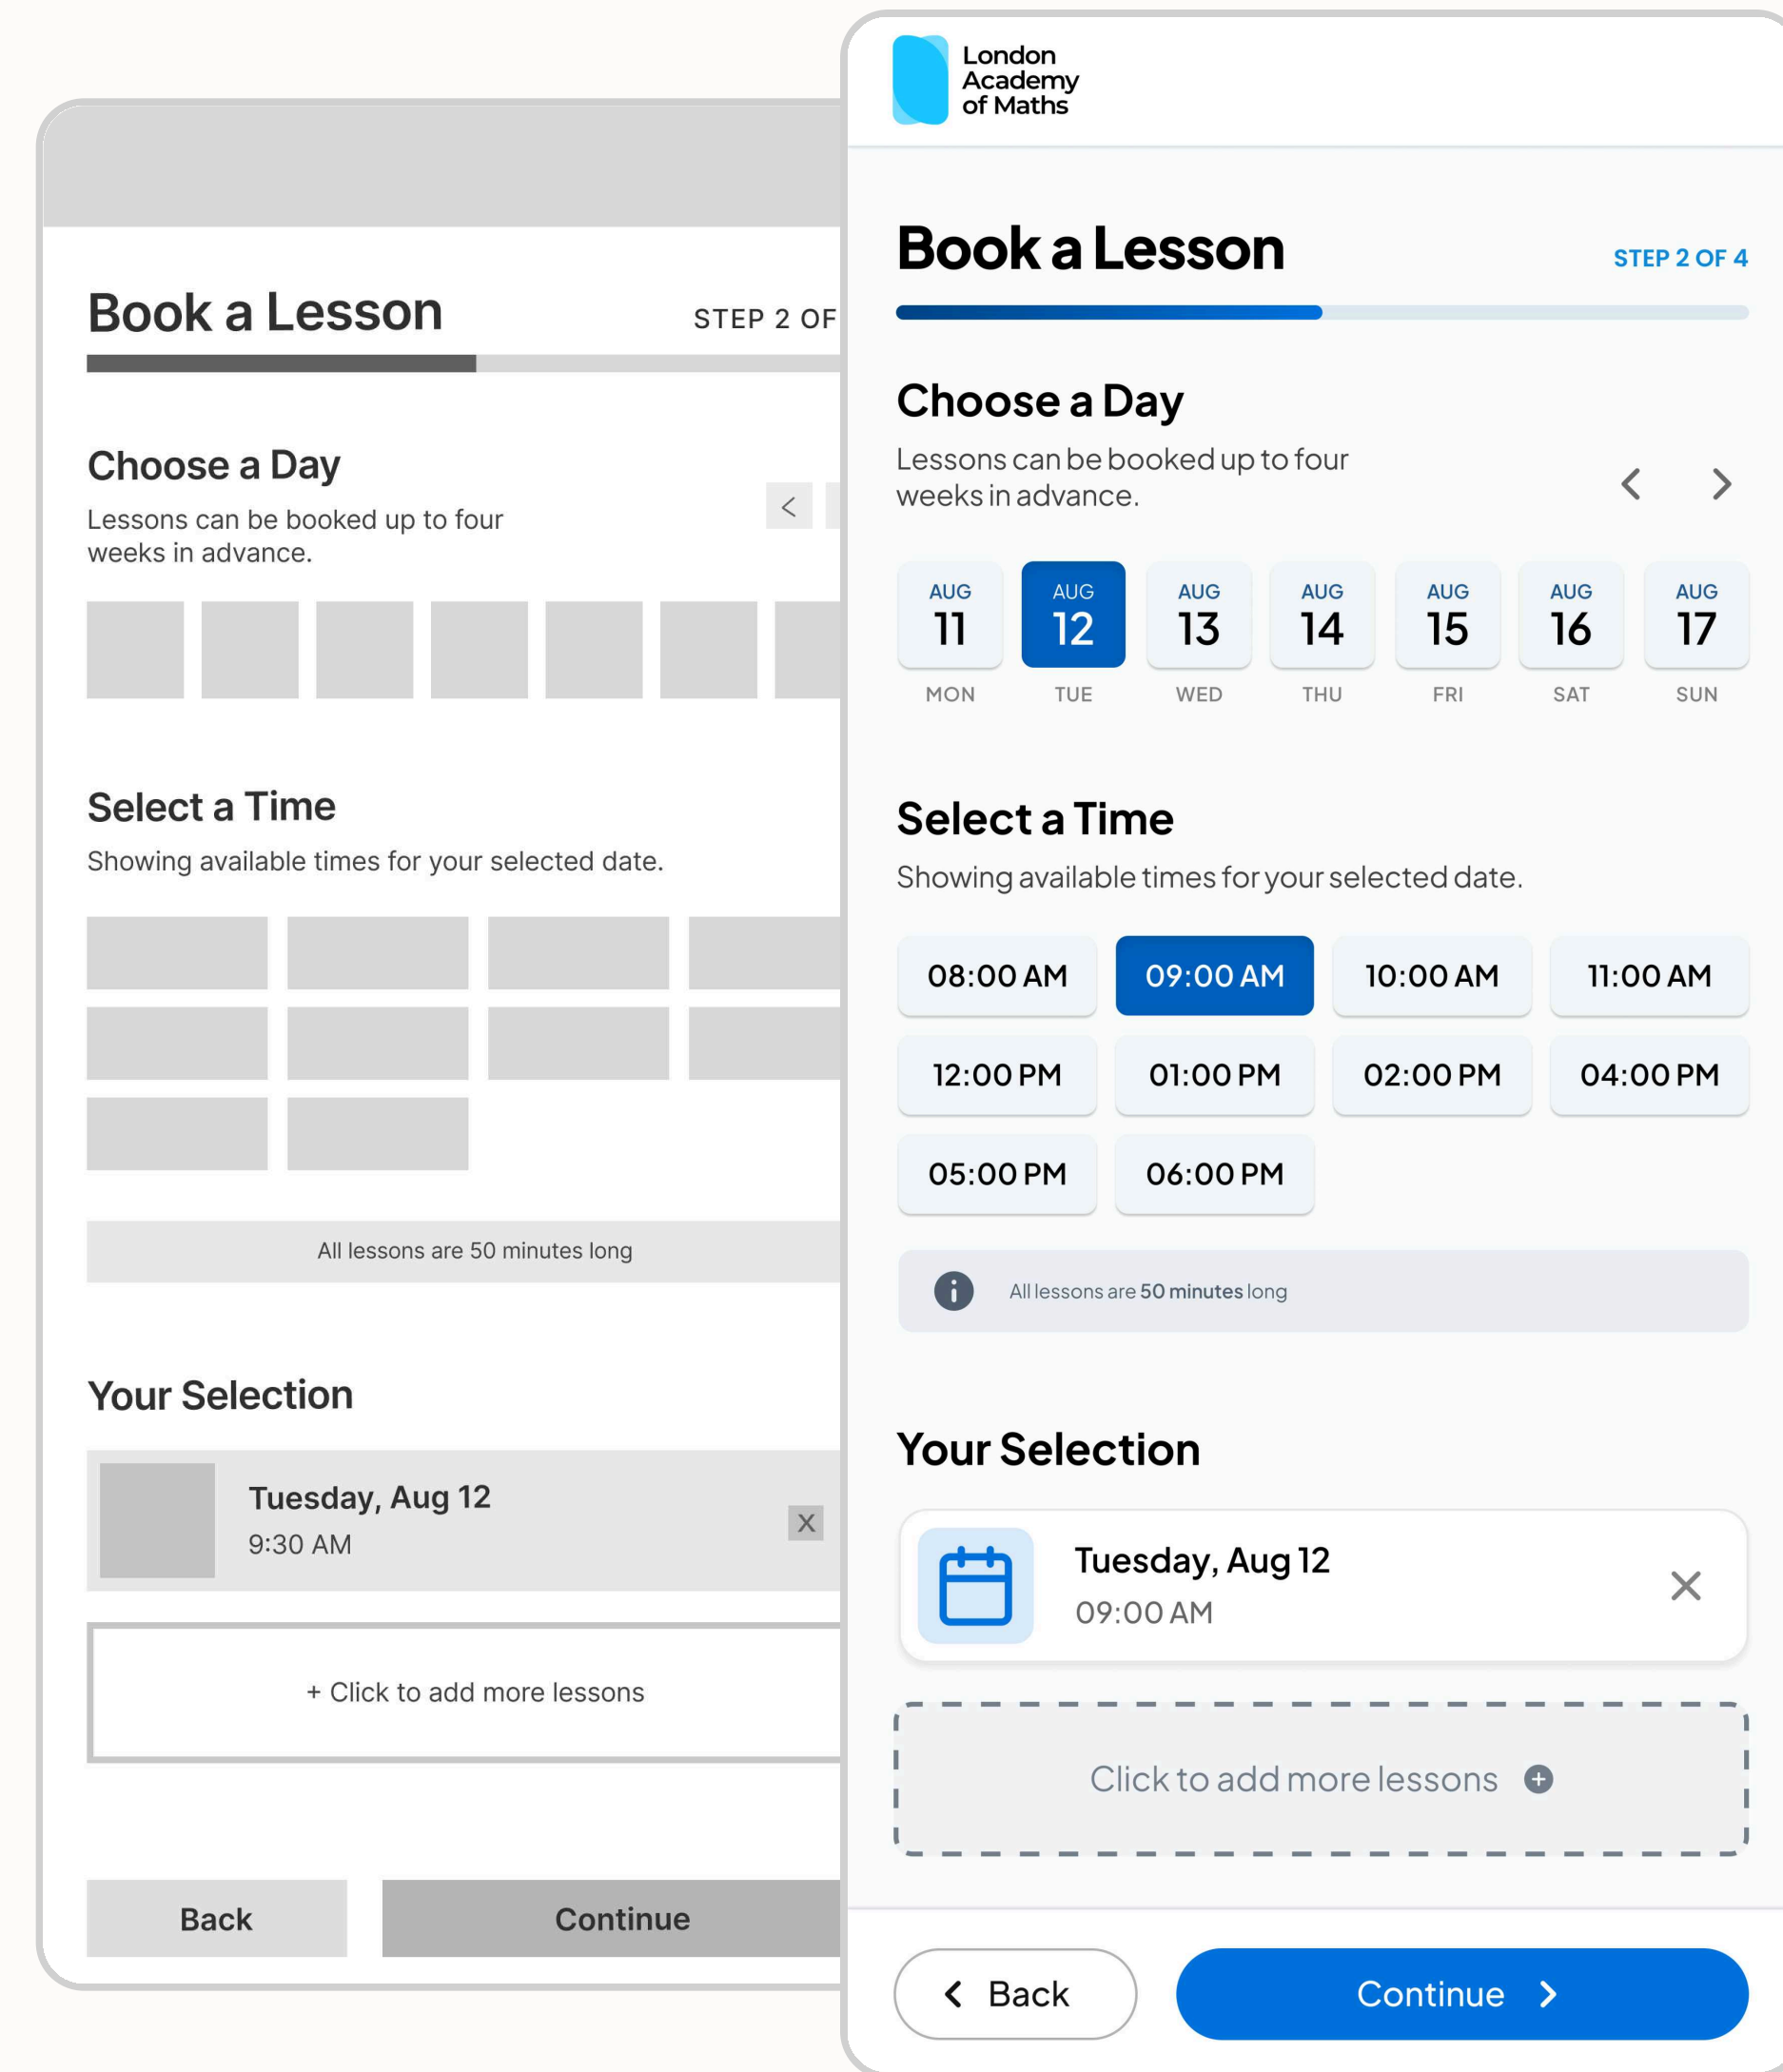 Book a Lesson
STEP 2 OF
Choose a Day
Lessons can be booked up to four
weeks in advance.
<
Select a Time
Showing available times for your selected date.
All lessons are 50 minutes long
Your Selection
Tuesday, Aug 12
9:30 AM
X
+ Click to add more lessons
Back Continue
London
Academy
of Maths
Book a Lesson
STEP 2 OF 4
Choose a Day
Lessons can be booked up to four
weeks in advance.
AUG AUG AUG AUG AUG AUG AUG
11 12 13 14 15 16 17
MON TUE WED THU FRI SAT SUN
Select a Time
Showing available times for your selected date.
08:00 AM 09:00 AM 10:00 AM 11:00 AM
12:00 PM 01:00 PM 02:00 PM 04:00 PM
05:00 PM 06:00 PM
All lessons are 50 minutes long
Your Selection
Tuesday, Aug 12
09:00 AM
Click to add more lessons
Back Continue